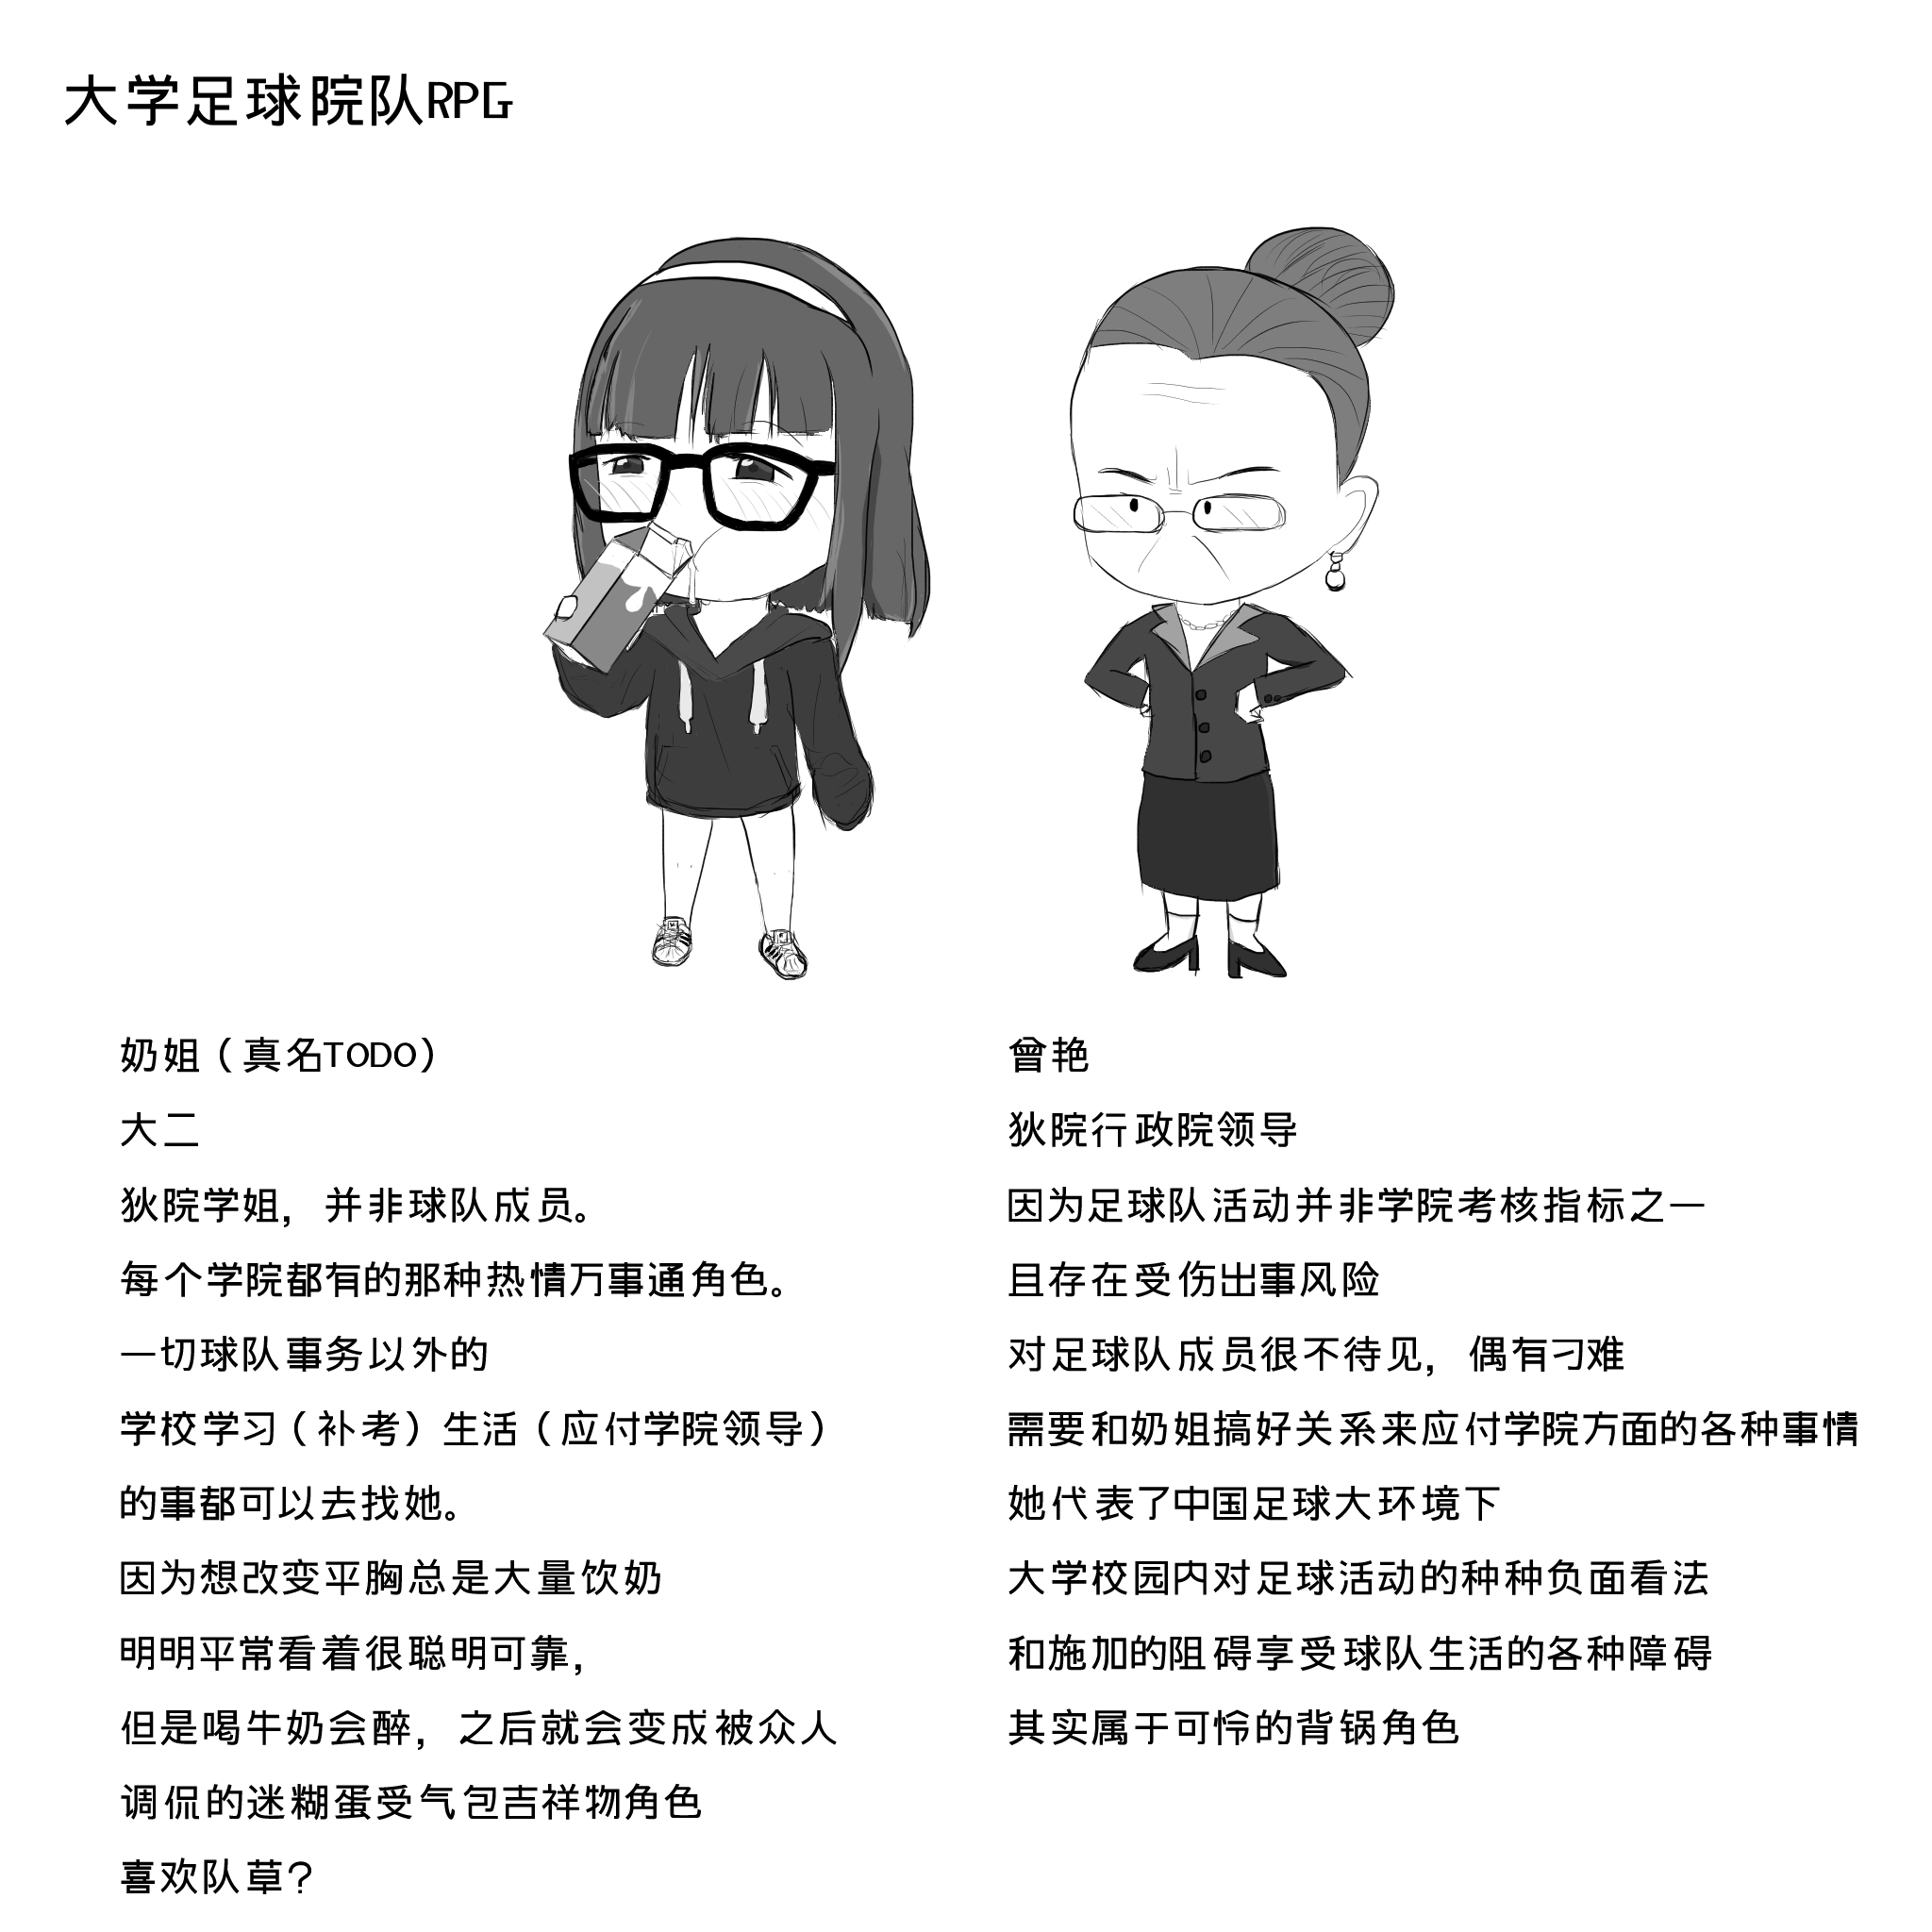 大学足球院队RPG
奶姐（真名TODO）
大二
狄院学姐，并非球队成员。
每个学院都有的那种热情万事通角色。
一切球队事务以外的
学校学习（补考）生活（应付学院领导）
的事都可以去找她。
因为想改变平胸总是大量饮奶
明明平常看着很聪明可靠，
但是喝牛奶会醉，之后就会变成被众人
调侃的迷糊蛋受气包吉祥物角色
喜欢队草？
曾艳
狄院行政院领导
因为足球队活动并非学院考核指标之一
且存在受伤出事风险
对足球队成员很不待见，偶有刁难
需要和奶姐搞好关系来应付学院方面的各种事情
她代表了中国足球大环境下
大学校园内对足球活动的种种负面看法
和施加的阻碍享受球队生活的各种障碍
其实属于可怜的背锅角色